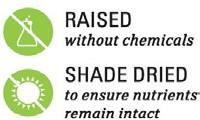 RAISED
without chemicals
SHADE DRIED
to ensure nutrients
remain intact